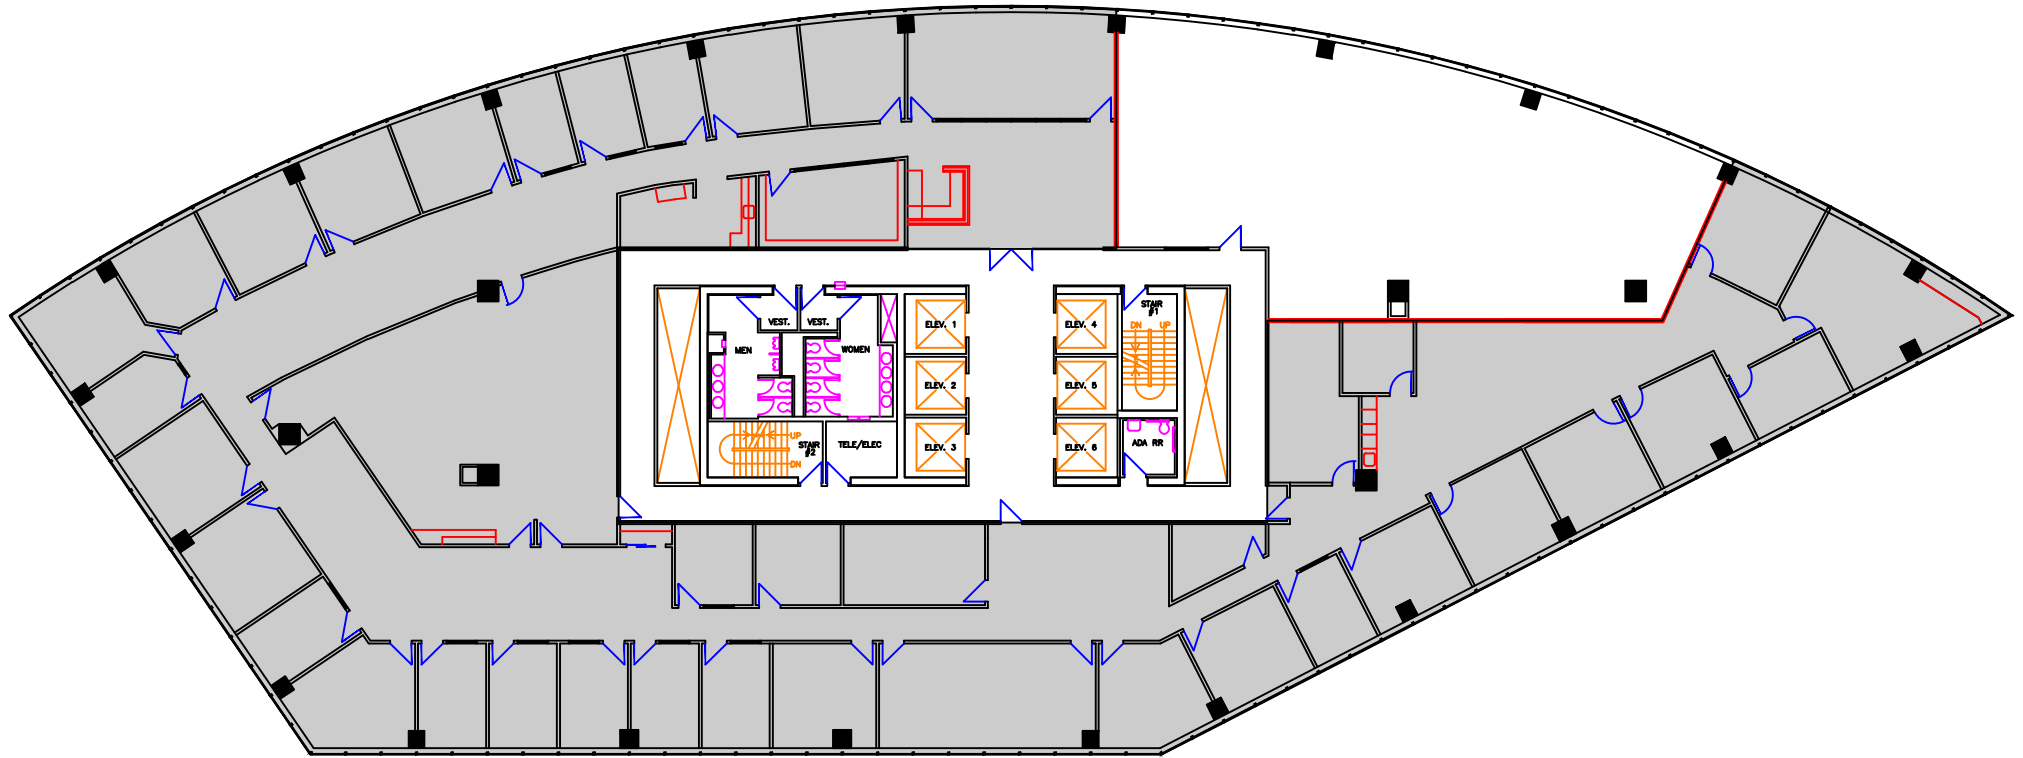 VEST.
VEST.
MEN
WOMEN
ELEV. 1
ELEV. 2
ELEV. 3
UP
DN
STAIR
#2
TELE/ELEC
ELEV. 4
ELEV. 5
ELEV. 6
STAIR
#1
DN
UP
ADA RR